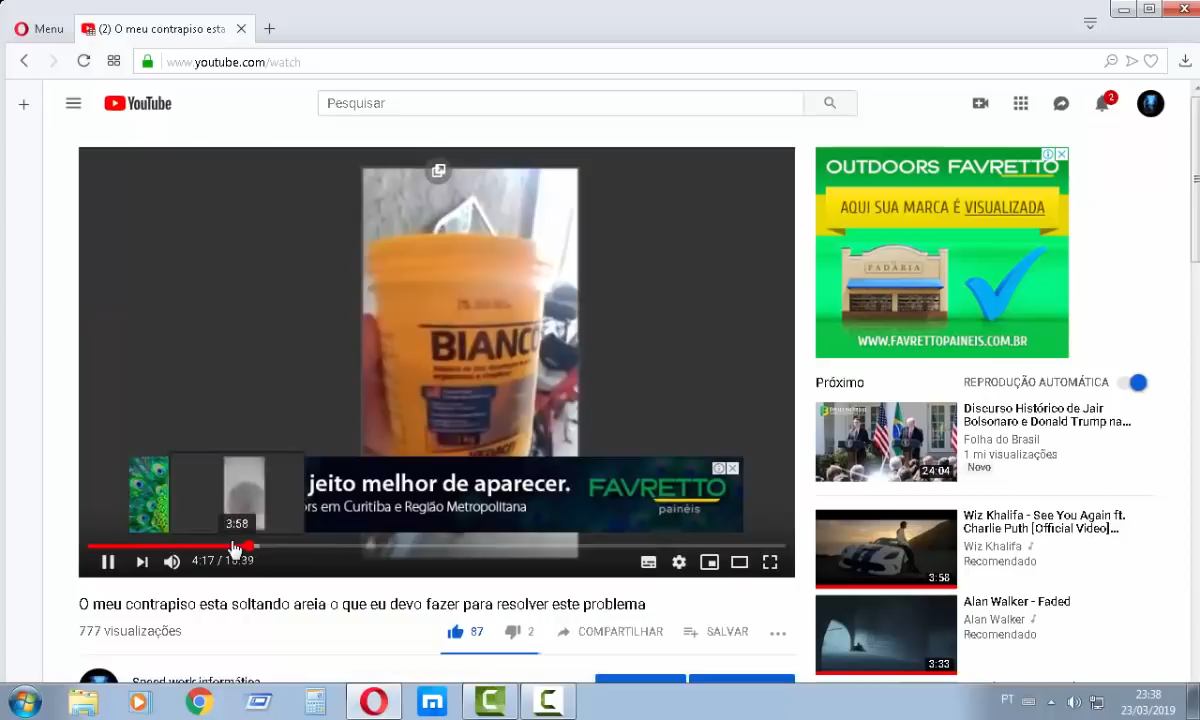 Menu
(2) O meu contrapiso esta
www.youtube.com/watch
YouTube
Pesquisar
2
BIANCO
OUTDOORS FAVRETTO
AQUI SUA MARCA É VISUALIZADA
PADARIA
WWW.FAVRETTOPAINEIS.COM.BR
jeito melhor de aparecer.
rs em Curitiba e Região Metropolitana
FAVRETTO
painéis
3:58
4:17
O meu contrapiso esta soltando areia o que eu devo fazer para resolver este problema
777 visualizações
87
2
COMPARTILHAR
SALVAR
Speed work informática
Próximo
REPRODUÇÃO AUTOMÁTICA
Discurso Histórico de Jair
Bolsonaro e Donald Trump na...
Folha do Brasil
1 mi visualizações
Novo
24:04
Wiz Khalifa - See You Again ft.
Charlie Puth [Official Video]...
Wiz Khalifa
Recomendado
3:58
Alan Walker - Faded
Alan Walker
Recomendado
3:33
PT
23:38
23/03/2019